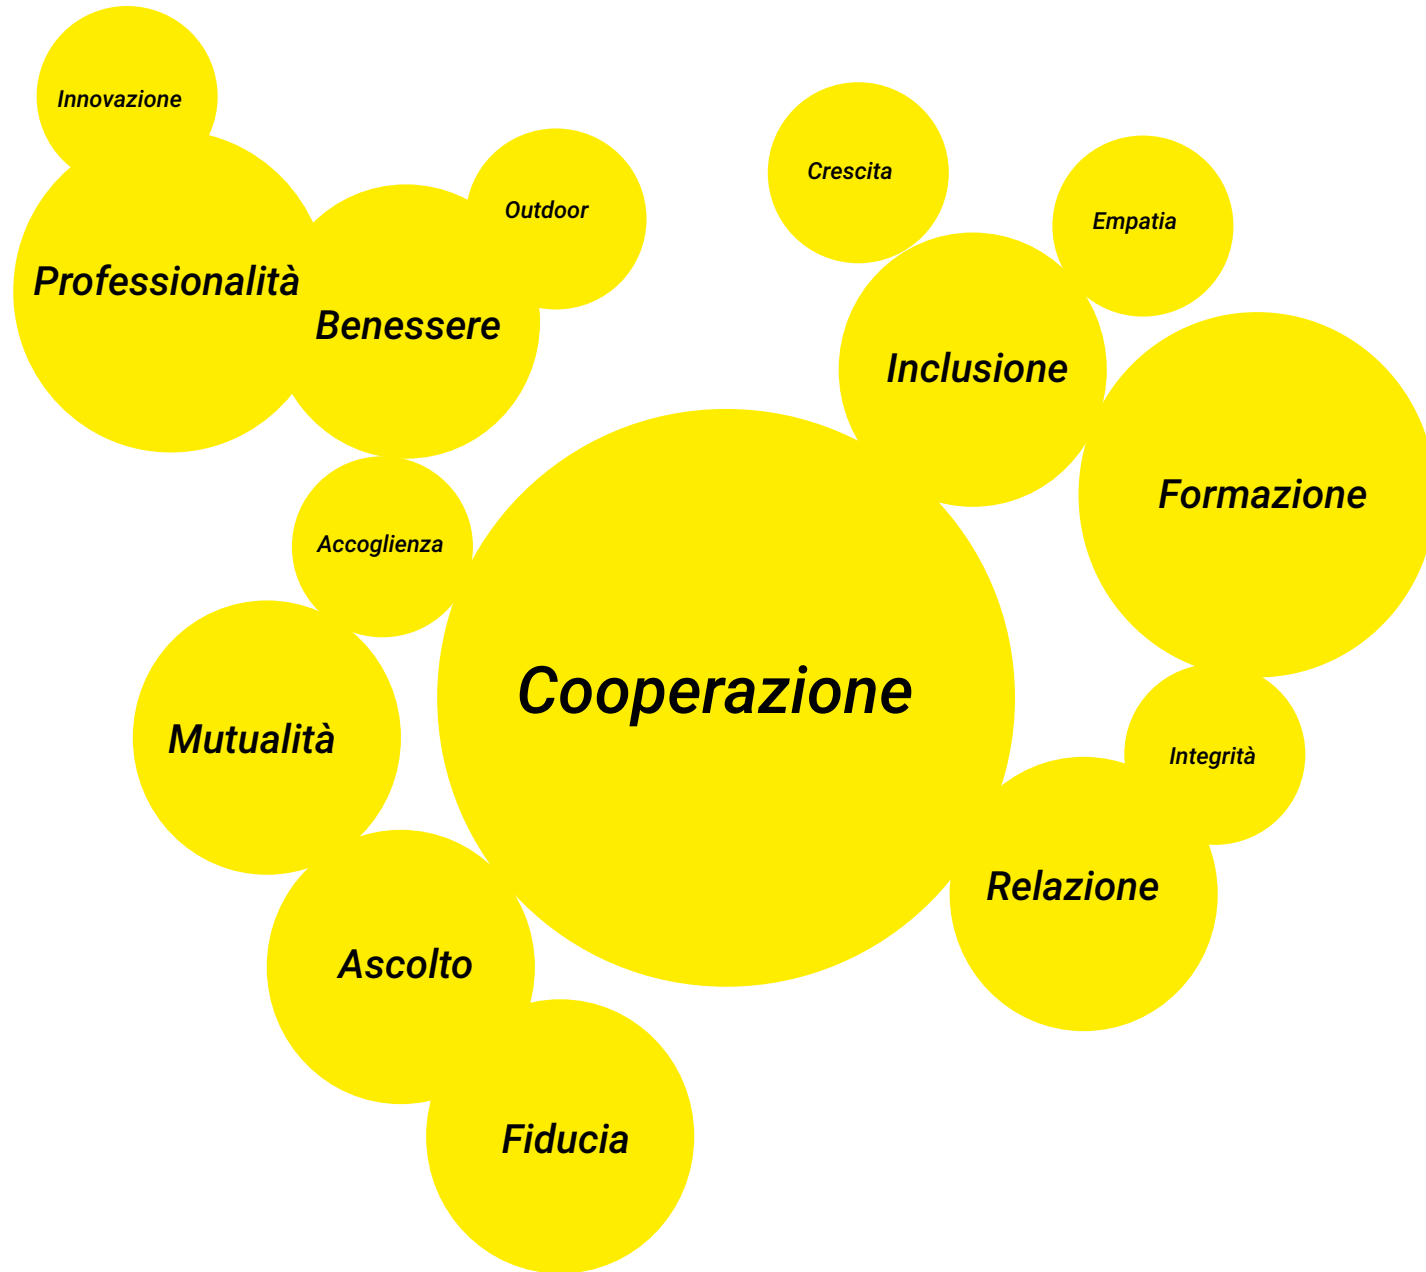 Innovazione
Crescita
Outdoor
Empatia
Professionalità
Benessere
Inclusione
Formazione
Accoglienza
Cooperazione
Mutualità
Integrità
Relazione
Ascolto
Fiducia